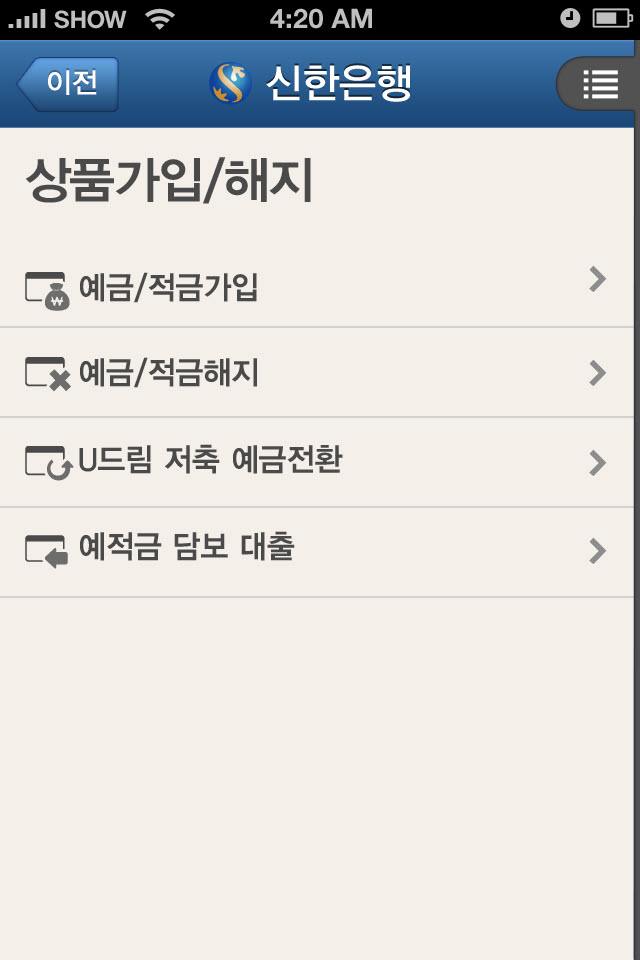 SHOW 4:20 AM
이전 신한은행
상품가입/해지
예금/적금가입
예금/적금해지
U드림 저축 예금전환
예적금 담보 대출